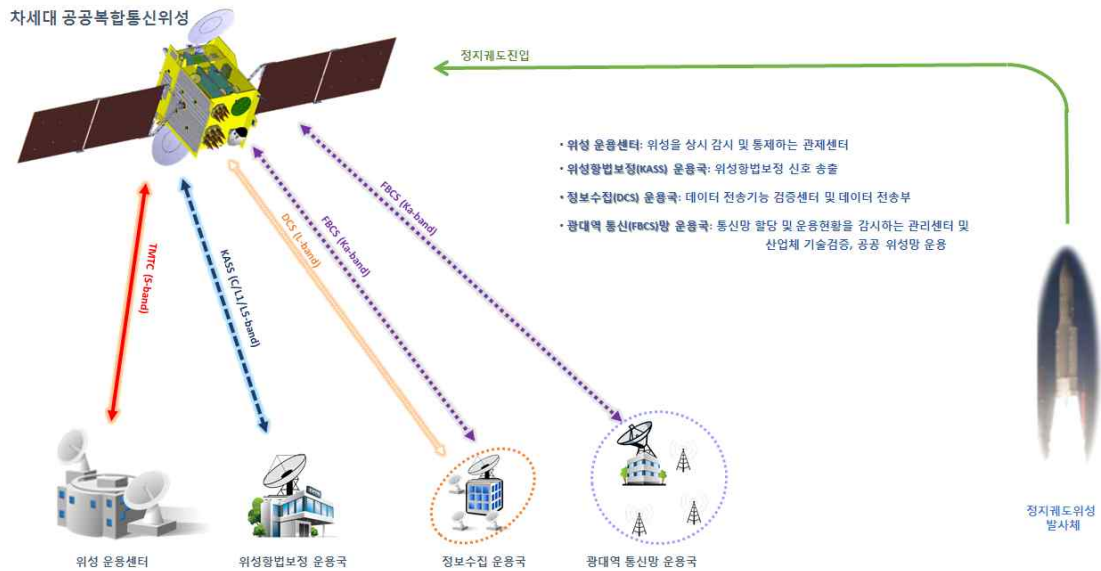 차세대 공공복합통신위성
정지궤도진입
• 위성 운용센터: 위성을 상시 감시 및 통제하는 관제센터
• 위성항법보정(KASS) 운용국: 위성항법보정 신호 송출
• 정보수집(DCS) 운용국: 데이터 전송기능 검증센터 및 데이터 전송부
• 광대역 통신(FBCS)망 운용국: 통신망 할당 및 운용현황을 감시하는 관리센터 및
산업체 기술검증, 공공 위성망 운용
TMTC (S-band)
KASS (C/L1/L5-band)
DCS (L-band)
FBCS (Ka-band)
FBCS (Ka-band)
위성 운용센터
위성항법보정 운용국
정보수집 운용국
광대역 통신망 운용국
정지궤도위성
발사체